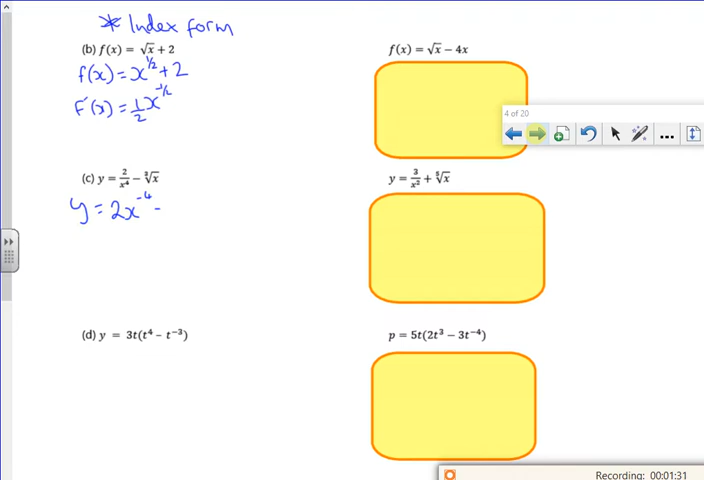 * Index form
(b) f(x) = √x + 2
f(x) = x^1/2 + 2
F'(x) = 1/2 x^-1/2
(c) y = 2/x⁴ − ∛x
y = 2x^-4 -
(d) y = 3t(t⁴ − t⁻³)
f(x) = √x − 4x
4 of 20
y = 3/x² + ⁵√x
p = 5t(2t³ − 3t⁻⁴)
Recording: 00:01:31